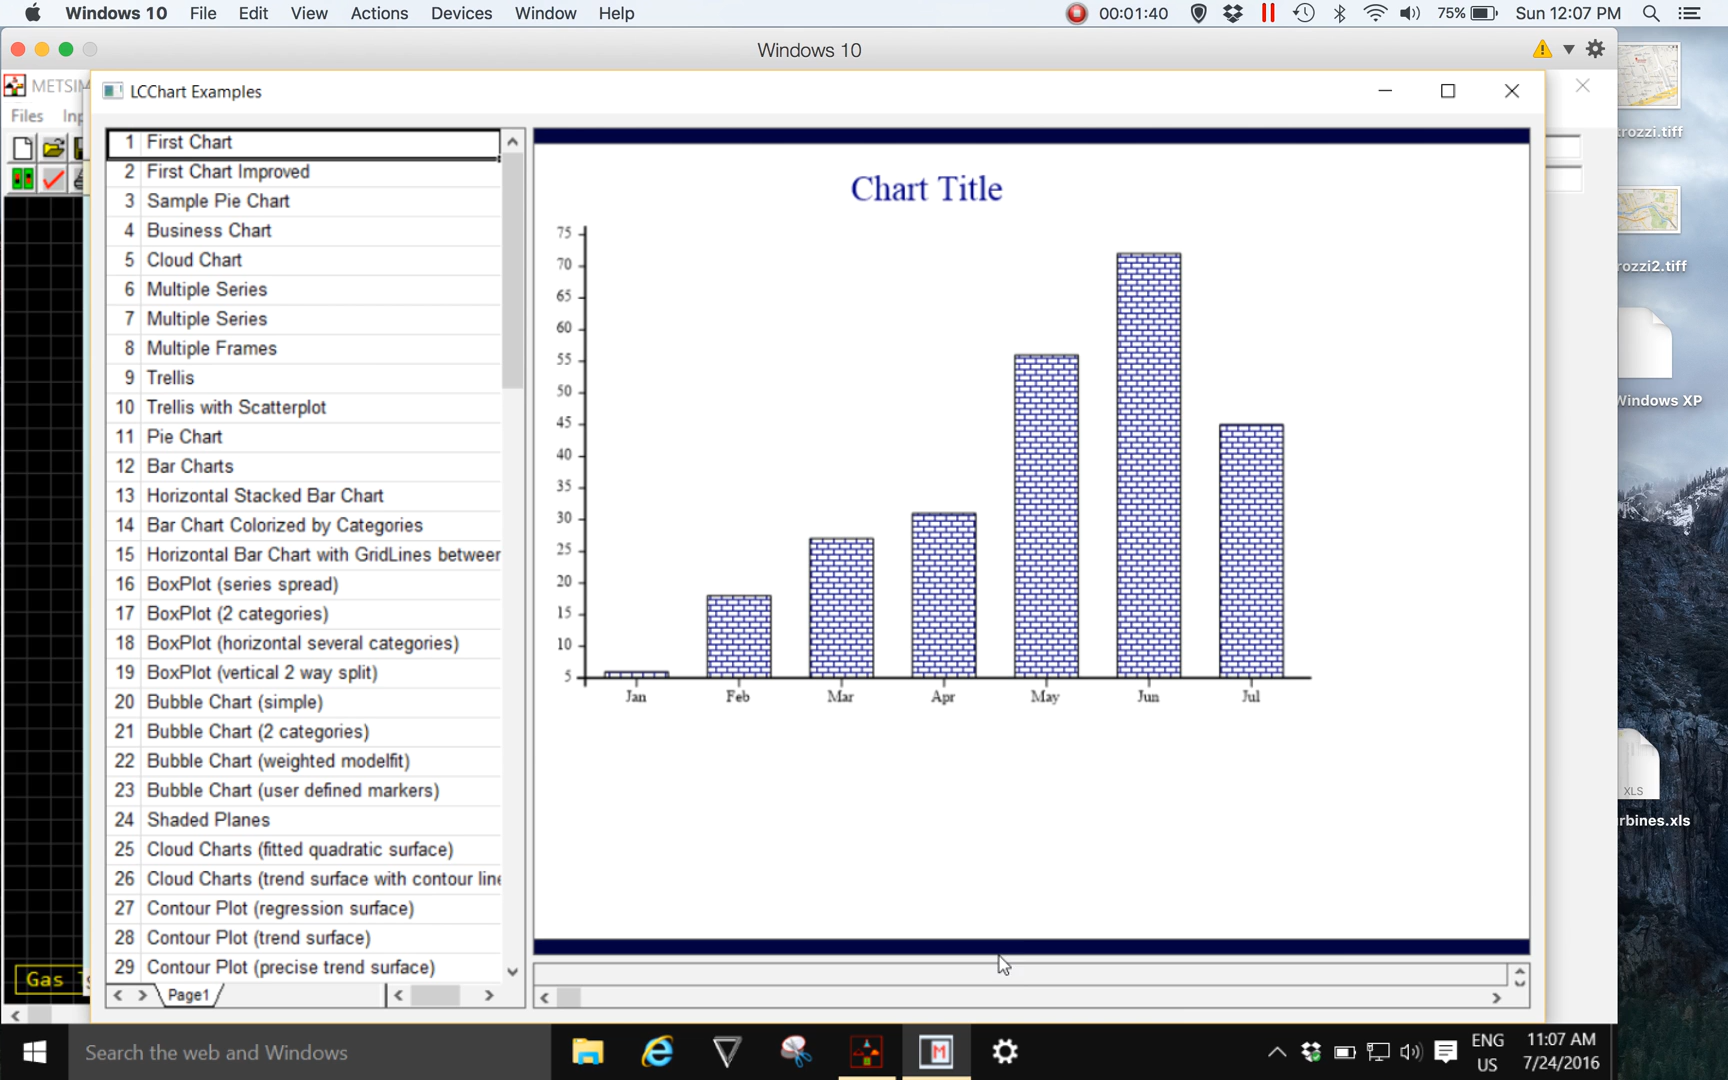 Windows 10 File Edit View Actions Devices Window Help 00:01:40 75% Sun 12:07 PM
Windows 10
LCChart Examples
Files
1 First Chart
2 First Chart Improved
3 Sample Pie Chart
4 Business Chart
5 Cloud Chart
6 Multiple Series
7 Multiple Series
8 Multiple Frames
9 Trellis
10 Trellis with Scatterplot
11 Pie Chart
12 Bar Charts
13 Horizontal Stacked Bar Chart
14 Bar Chart Colorized by Categories
15 Horizontal Bar Chart with GridLines between
16 BoxPlot (series spread)
17 BoxPlot (2 categories)
18 BoxPlot (horizontal several categories)
19 BoxPlot (vertical 2 way split)
20 Bubble Chart (simple)
21 Bubble Chart (2 categories)
22 Bubble Chart (weighted modelfit)
23 Bubble Chart (user defined markers)
24 Shaded Planes
25 Cloud Charts (fitted quadratic surface)
26 Cloud Charts (trend surface with contour line
27 Contour Plot (regression surface)
28 Contour Plot (trend surface)
29 Contour Plot (precise trend surface)
Page1
Chart Title
75
70
65
60
55
50
45
40
35
30
25
20
15
10
5
Jan Feb Mar Apr May Jun Jul
rozzi.tiff
rozzi2.tiff
Windows XP
XLS
rbines.xls
Gas
Search the web and Windows
M
ENG
US
11:07 AM
7/24/2016